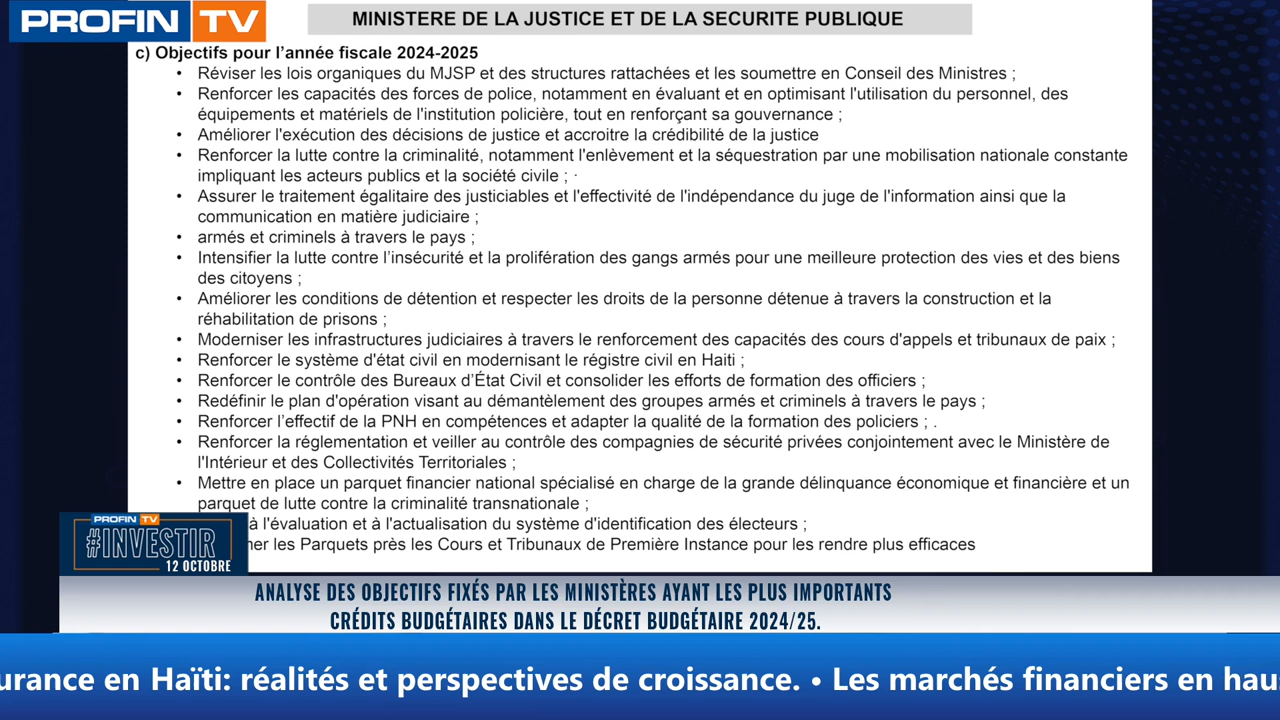 PROFIN TV
MINISTERE DE LA JUSTICE ET DE LA SECURITE PUBLIQUE
c) Objectifs pour l’année fiscale 2024-2025
• Réviser les lois organiques du MJSP et des structures rattachées et les soumettre en Conseil des Ministres ;
• Renforcer les capacités des forces de police, notamment en évaluant et en optimisant l'utilisation du personnel, des
équipements et matériels de l'institution policière, tout en renforçant sa gouvernance ;
• Améliorer l'exécution des décisions de justice et accroitre la crédibilité de la justice
• Renforcer la lutte contre la criminalité, notamment l'enlèvement et la séquestration par une mobilisation nationale constante
impliquant les acteurs publics et la société civile ; ·
• Assurer le traitement égalitaire des justiciables et l'effectivité de l'indépendance du juge de l'information ainsi que la
communication en matière judiciaire ;
• armés et criminels à travers le pays ;
• Intensifier la lutte contre l’insécurité et la prolifération des gangs armés pour une meilleure protection des vies et des biens
des citoyens ;
• Améliorer les conditions de détention et respecter les droits de la personne détenue à travers la construction et la
réhabilitation de prisons ;
• Moderniser les infrastructures judiciaires à travers le renforcement des capacités des cours d'appels et tribunaux de paix ;
• Renforcer le système d'état civil en modernisant le régistre civil en Haiti ;
• Renforcer le contrôle des Bureaux d’État Civil et consolider les efforts de formation des officiers ;
• Redéfinir le plan d'opération visant au démantèlement des groupes armés et criminels à travers le pays ;
• Renforcer l’effectif de la PNH en compétences et adapter la qualité de la formation des policiers ; .
• Renforcer la réglementation et veiller au contrôle des compagnies de sécurité privées conjointement avec le Ministère de
l'Intérieur et des Collectivités Territoriales ;
• Mettre en place un parquet financier national spécialisé en charge de la grande délinquance économique et financière et un
parquet de lutte contre la criminalité transnationale ;
à l'évaluation et à l'actualisation du système d'identification des électeurs ;
les Parquets près les Cours et Tribunaux de Première Instance pour les rendre plus efficaces
PROFIN TV
#INVESTIR
12 OCTOBRE
ANALYSE DES OBJECTIFS FIXÉS PAR LES MINISTÈRES AYANT LES PLUS IMPORTANTS
CRÉDITS BUDGÉTAIRES DANS LE DÉCRET BUDGÉTAIRE 2024/25.
urance en Haïti: réalités et perspectives de croissance. • Les marchés financiers en hau